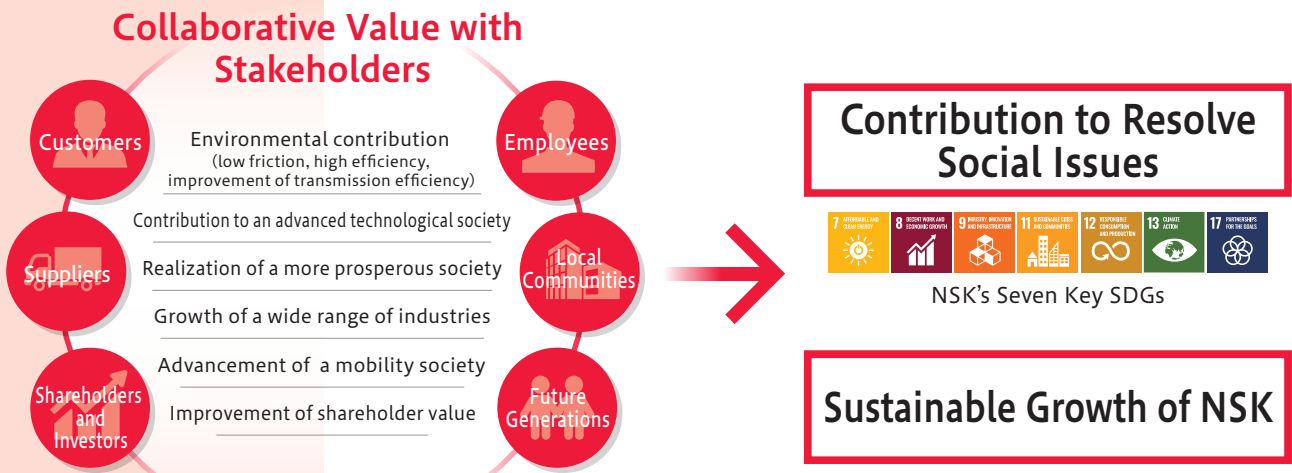 Collaborative Value with
Stakeholders
Customers
Employees
Environmental contribution
(low friction, high efficiency,
improvement of transmission efficiency)
Contribution to an advanced technological society
Suppliers
Local
Communities
Realization of a more prosperous society
Growth of a wide range of industries
Advancement of a mobility society
Shareholders
and
Investors
Future
Generations
Improvement of shareholder value
Contribution to Resolve
Social Issues
7 AFFORDABLE AND
CLEAN ENERGY
8 DECENT WORK AND
ECONOMIC GROWTH
9 INDUSTRY, INNOVATION
AND INFRASTRUCTURE
11 SUSTAINABLE CITIES
AND COMMUNITIES
12 RESPONSIBLE
CONSUMPTION
AND PRODUCTION
13 CLIMATE
ACTION
17 PARTNERSHIPS
FOR THE GOALS
NSK's Seven Key SDGs
Sustainable Growth of NSK